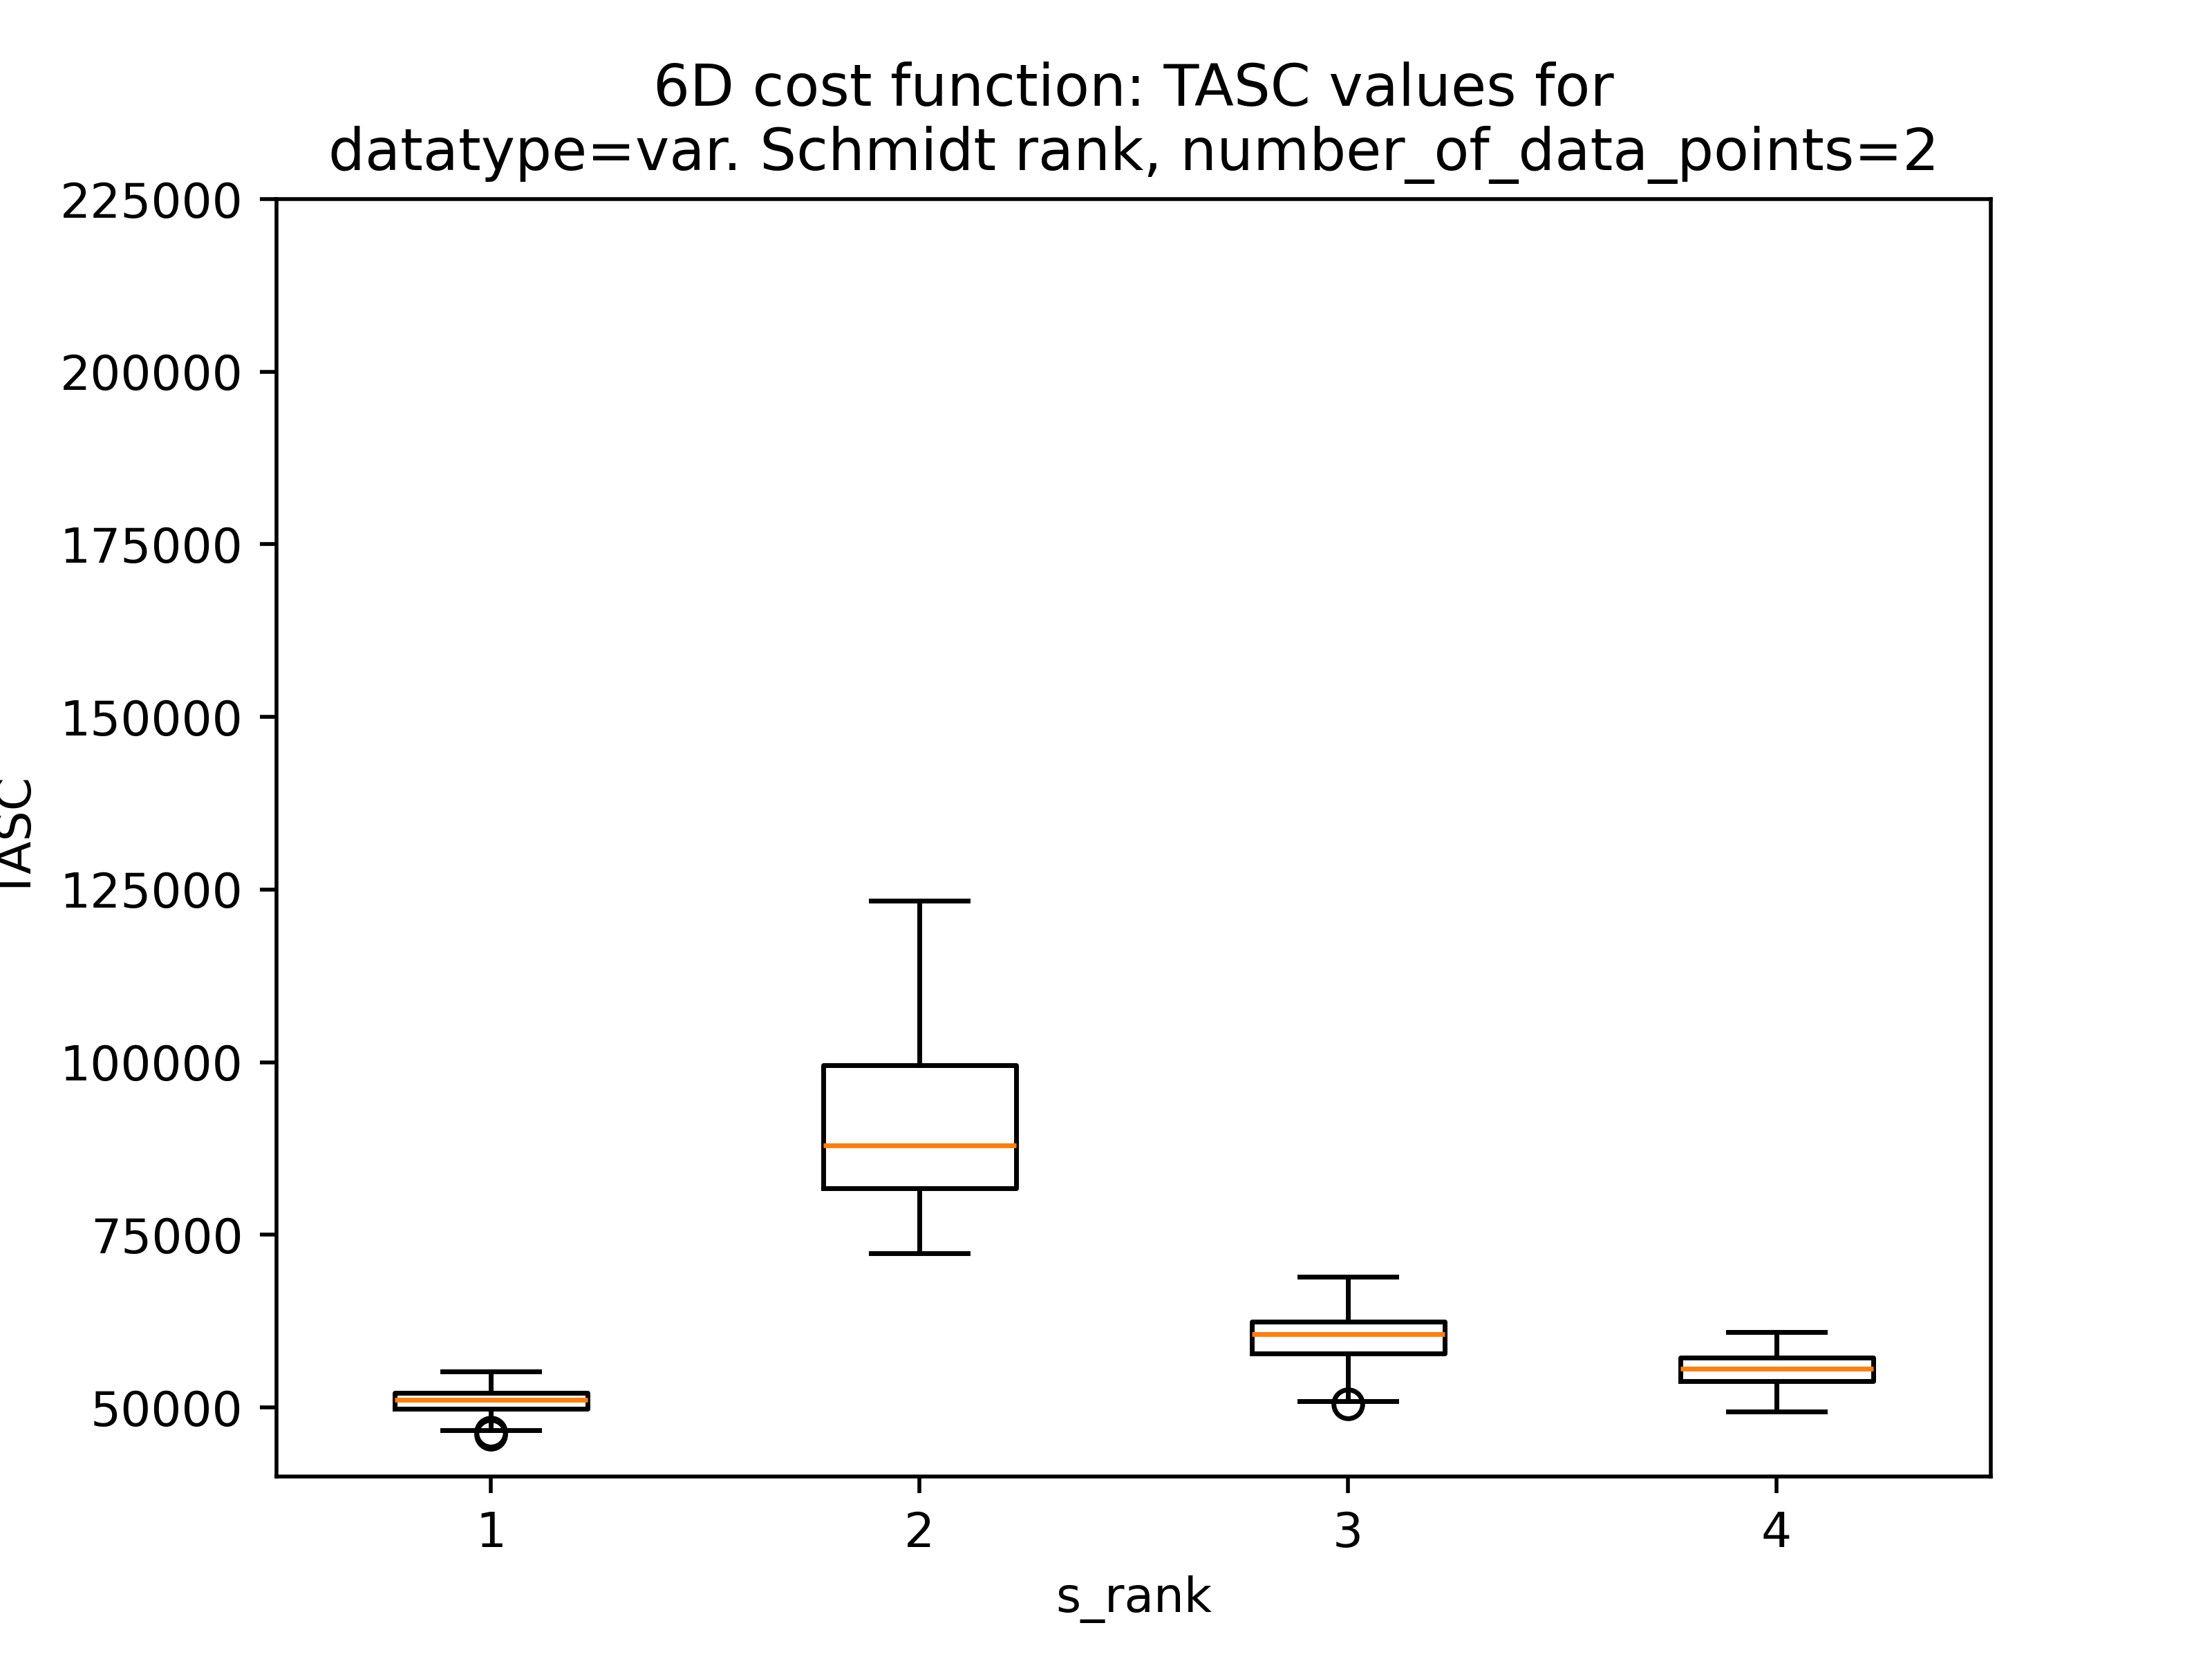 6D cost function: TASC values for
datatype=var. Schmidt rank, number_of_data_points=2
225000
200000
175000
150000
125000
100000
75000
50000
TASC
1 2 3 4
s_rank